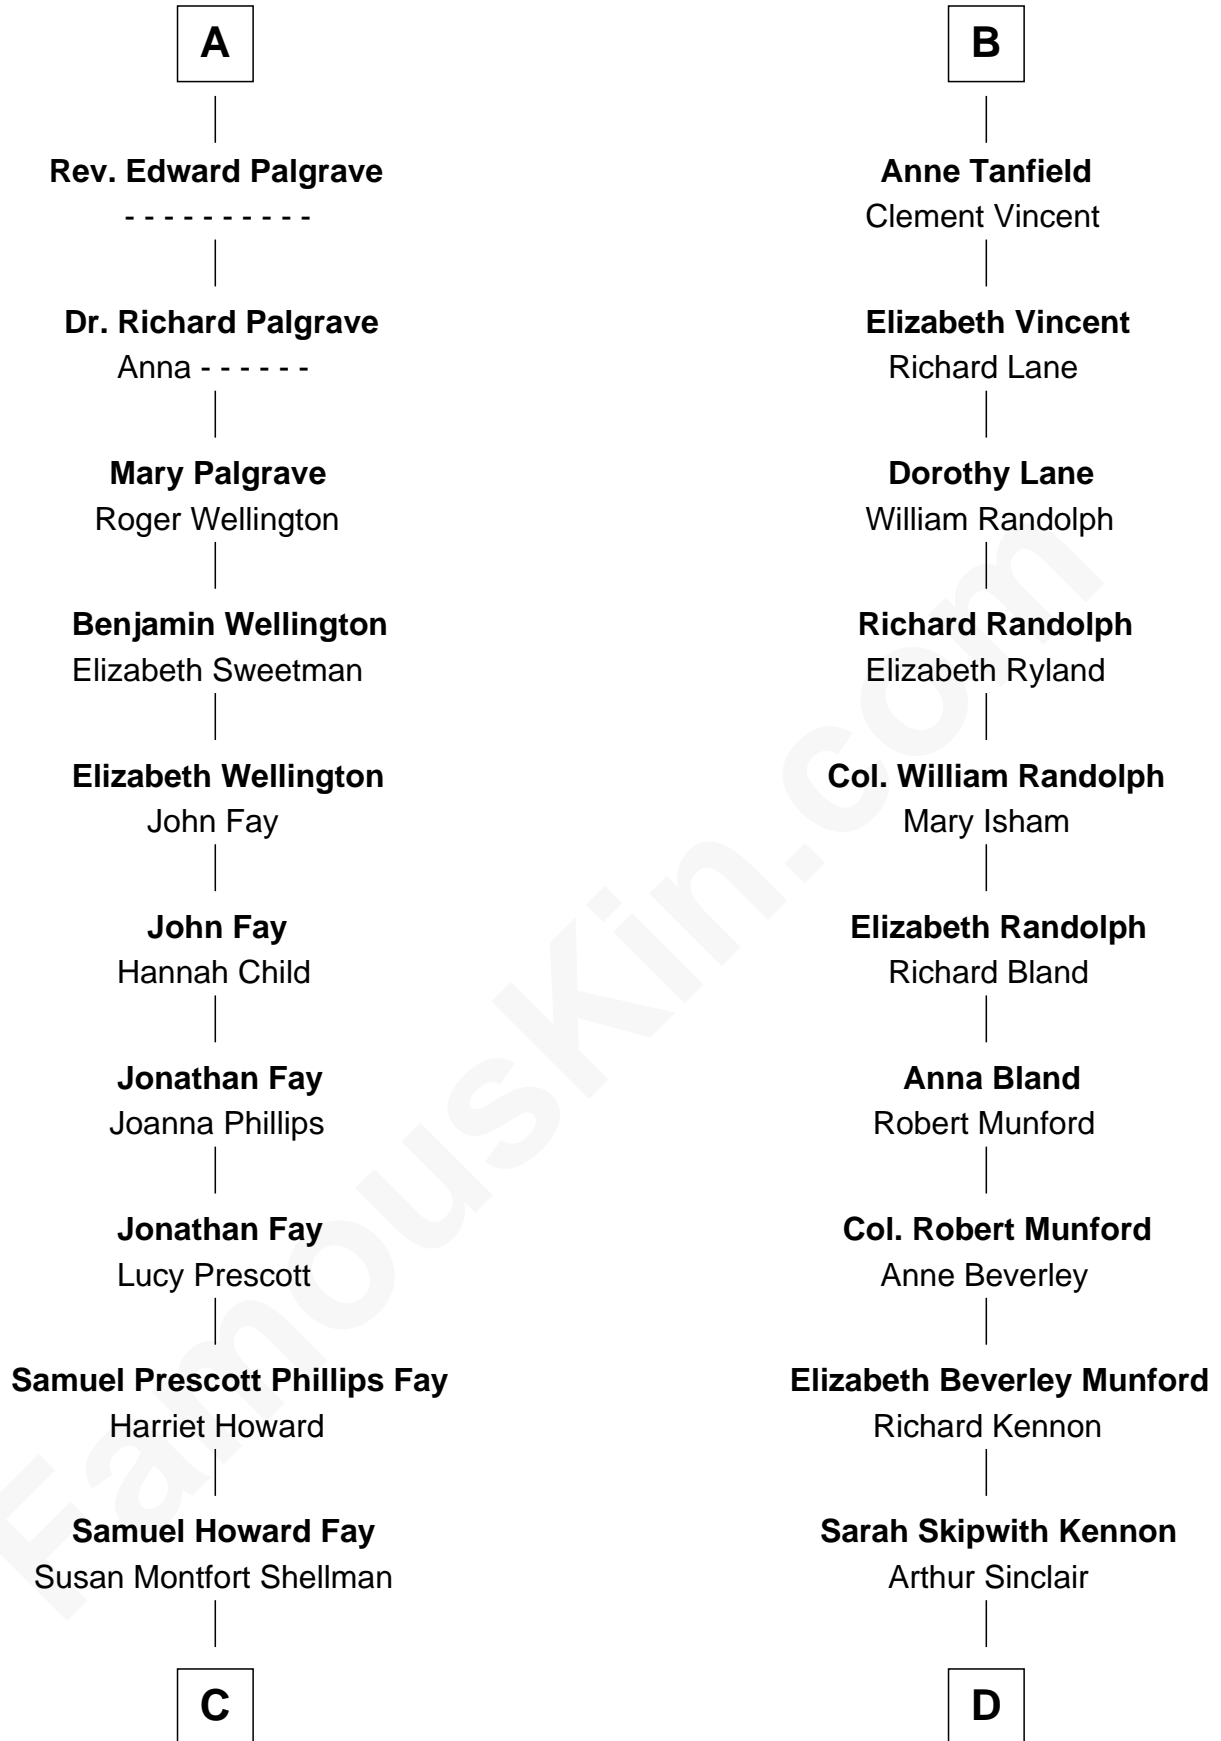 A
Rev. Edward Palgrave
- - - - - - - - - -
Dr. Richard Palgrave
Anna - - - - - -
Mary Palgrave
Roger Wellington
Benjamin Wellington
Elizabeth Sweetman
Elizabeth Wellington
John Fay
John Fay
Hannah Child
Jonathan Fay
Joanna Phillips
Jonathan Fay
Lucy Prescott
Samuel Prescott Phillips Fay
Harriet Howard
Samuel Howard Fay
Susan Montfort Shellman
C
B
Anne Tanfield
Clement Vincent
Elizabeth Vincent
Richard Lane
Dorothy Lane
William Randolph
Richard Randolph
Elizabeth Ryland
Col. William Randolph
Mary Isham
Elizabeth Randolph
Richard Bland
Anna Bland
Robert Munford
Col. Robert Munford
Anne Beverley
Elizabeth Beverley Munford
Richard Kennon
Sarah Skipwith Kennon
Arthur Sinclair
D
FamousKin.com